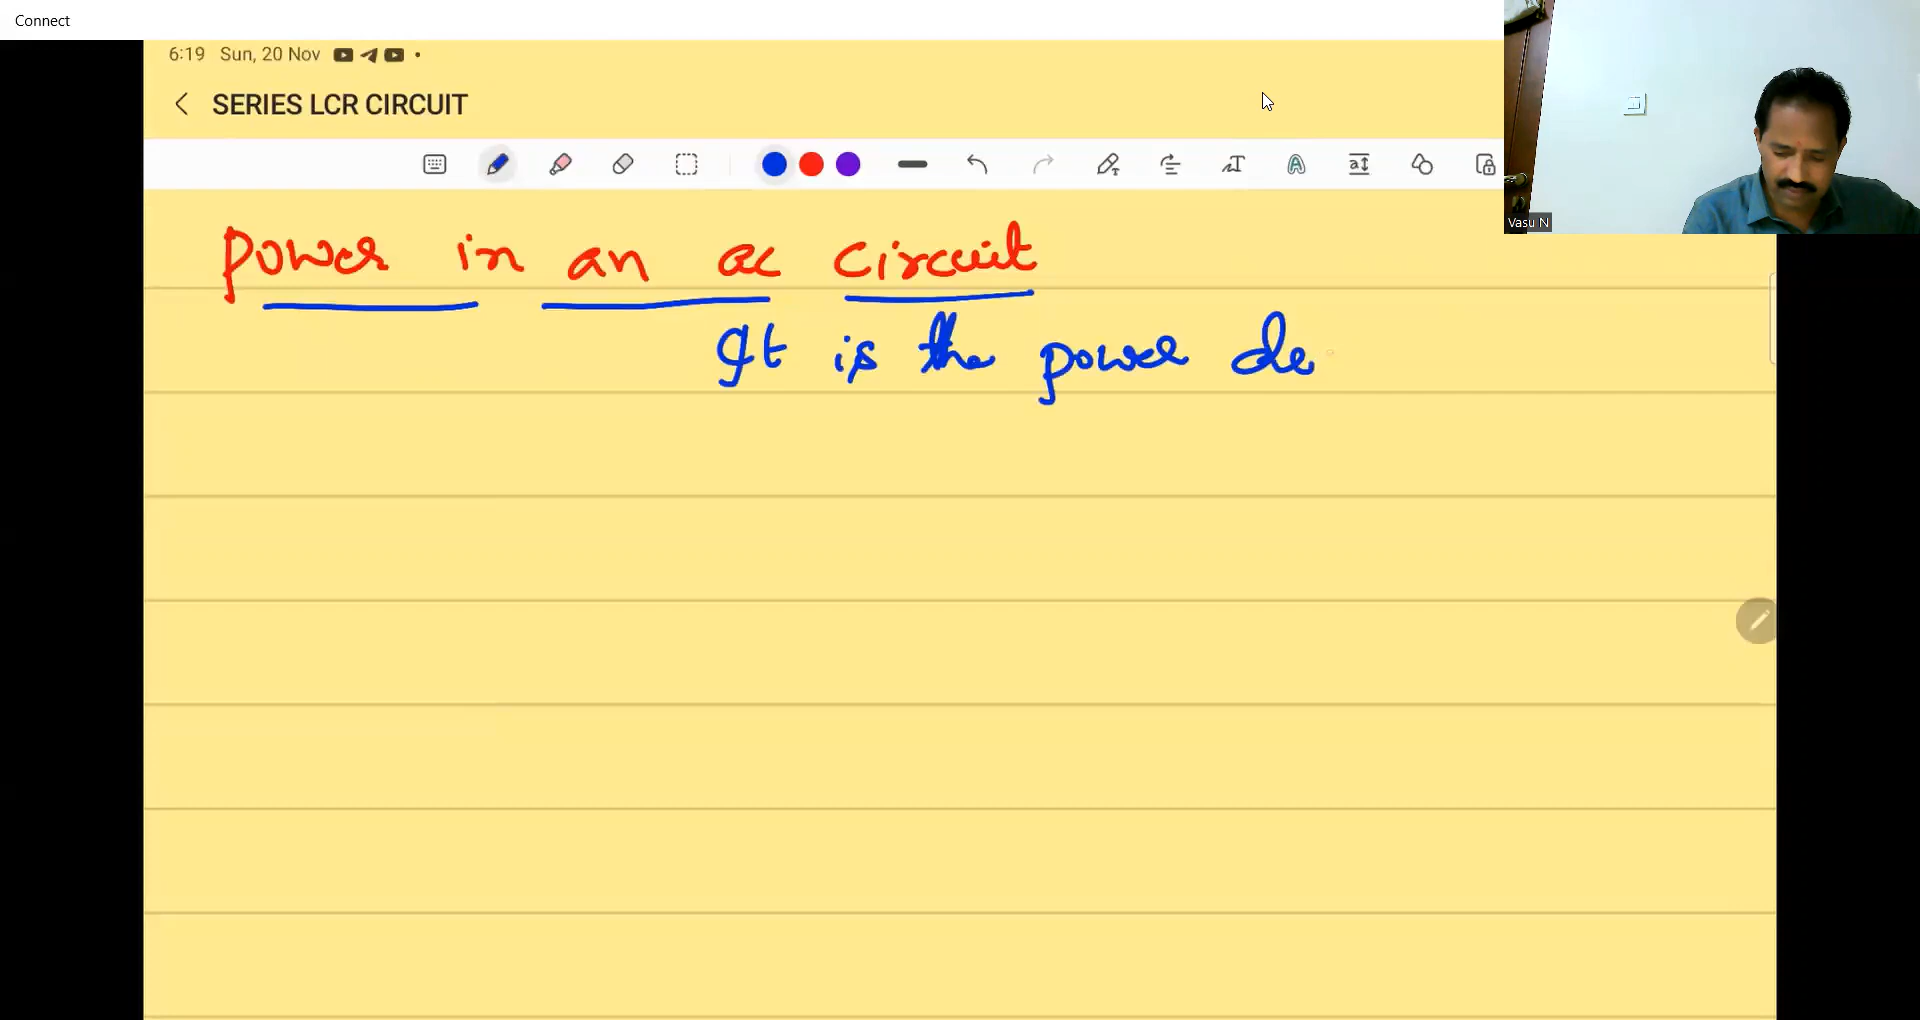 Connect
6:19 Sun, 20 Nov
SERIES LCR CIRCUIT
Vasu N
Power in an ac circuit
It is the power de